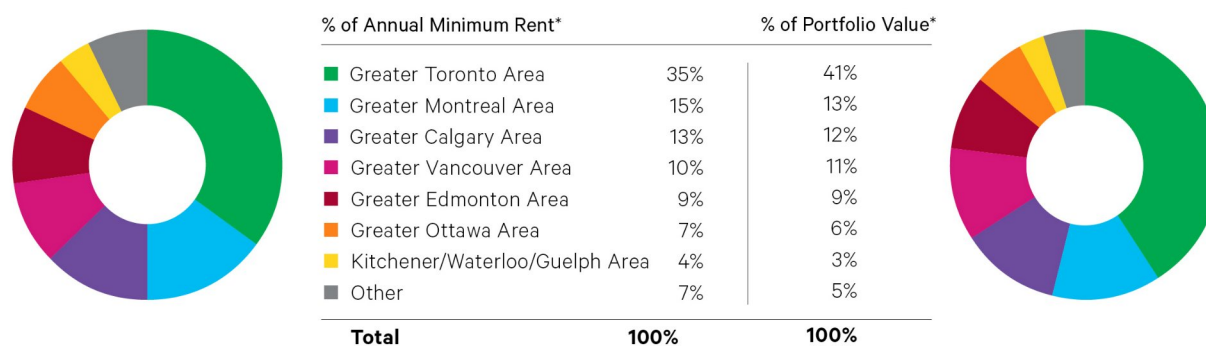 % of Annual Minimum Rent* % of Portfolio Value*
Greater Toronto Area 35% 41%
Greater Montreal Area 15% 13%
Greater Calgary Area 13% 12%
Greater Vancouver Area 10% 11%
Greater Edmonton Area 9% 9%
Greater Ottawa Area 7% 6%
Kitchener/Waterloo/Guelph Area 4% 3%
Other 7% 5%
Total 100% 100%